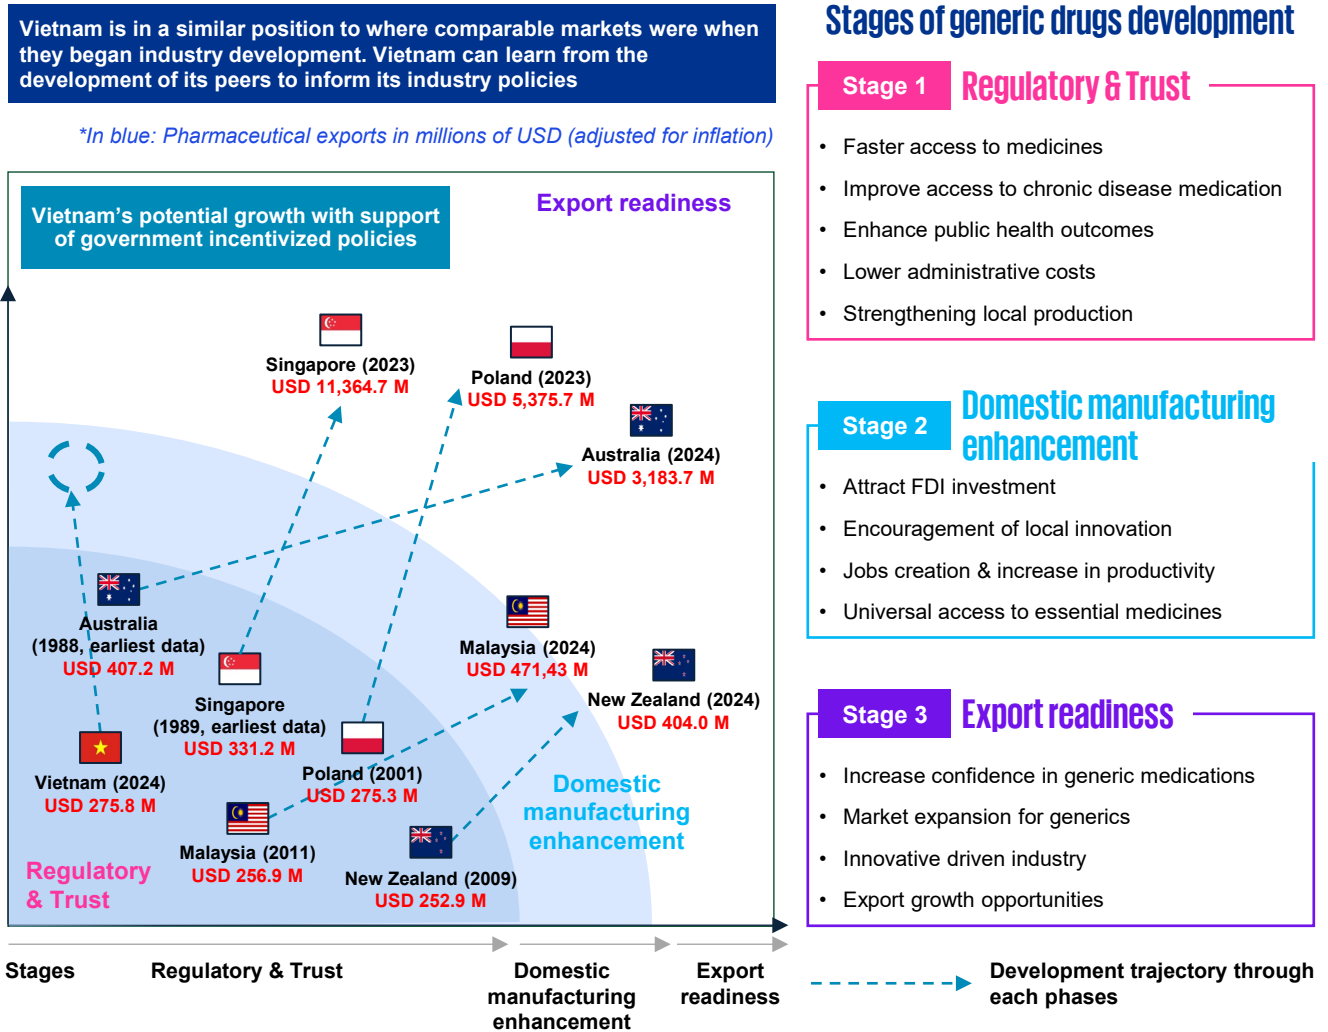 Vietnam is in a similar position to where comparable markets were when
they began industry development. Vietnam can learn from the
development of its peers to inform its industry policies
*In blue: Pharmaceutical exports in millions of USD (adjusted for inflation)
Vietnam's potential growth with support
of government incentivized policies
Export readiness
Singapore (2023)
USD 11,364.7 M
Poland (2023)
USD 5,375.7 M
Australia (2024)
USD 3,183.7 M
Australia
(1988, earliest data)
USD 407.2 M
Singapore
(1989, earliest data)
USD 331.2 M
Malaysia (2024)
USD 471,43 M
New Zealand (2024)
USD 404.0 M
Vietnam (2024)
USD 275.8 M
Poland (2001)
USD 275.3 M
Malaysia (2011)
USD 256.9 M
New Zealand (2009)
USD 252.9 M
Domestic
manufacturing
enhancement
Regulatory
& Trust
Stages
Regulatory & Trust
Domestic
manufacturing
enhancement
Export
readiness
Stages of generic drugs development
Stage 1
Regulatory & Trust
• Faster access to medicines
• Improve access to chronic disease medication
• Enhance public health outcomes
• Lower administrative costs
• Strengthening local production
Stage 2
Domestic manufacturing
enhancement
• Attract FDI investment
• Encouragement of local innovation
• Jobs creation & increase in productivity
• Universal access to essential medicines
Stage 3
Export readiness
• Increase confidence in generic medications
• Market expansion for generics
• Innovative driven industry
• Export growth opportunities
Development trajectory through
each phases